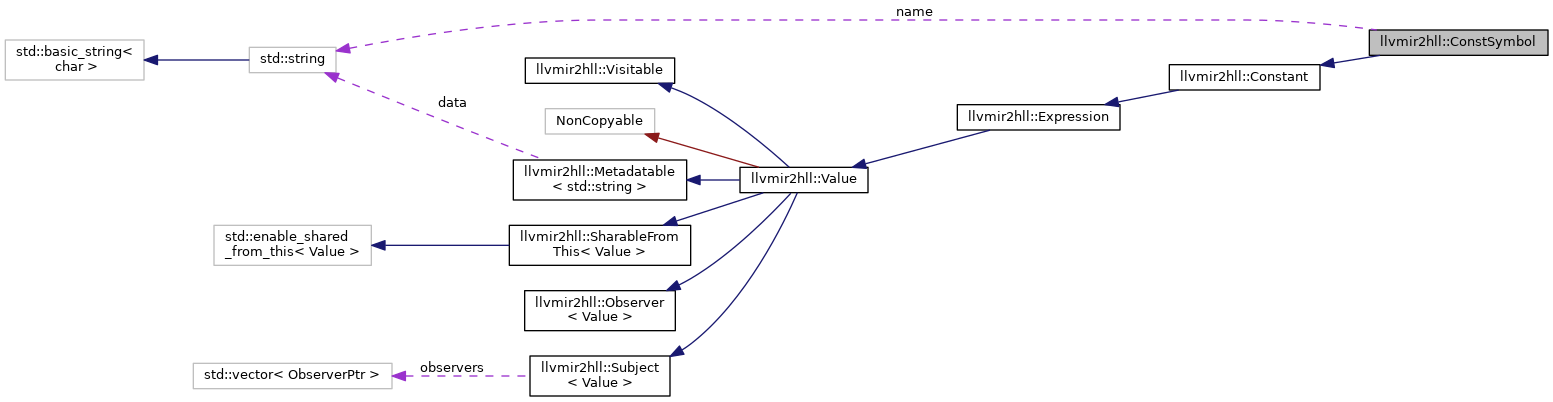 name
llvmir2hll::ConstSymbol
std::basic_string<
char >
std::string
llvmir2hll::Visitable
llvmir2hll::Constant
data
NonCopyable
llvmir2hll::Expression
llvmir2hll::Metadatable
< std::string >
llvmir2hll::Value
std::enable_shared
_from_this< Value >
llvmir2hll::SharableFrom
This< Value >
llvmir2hll::Observer
< Value >
observers
std::vector< ObserverPtr >
llvmir2hll::Subject
< Value >